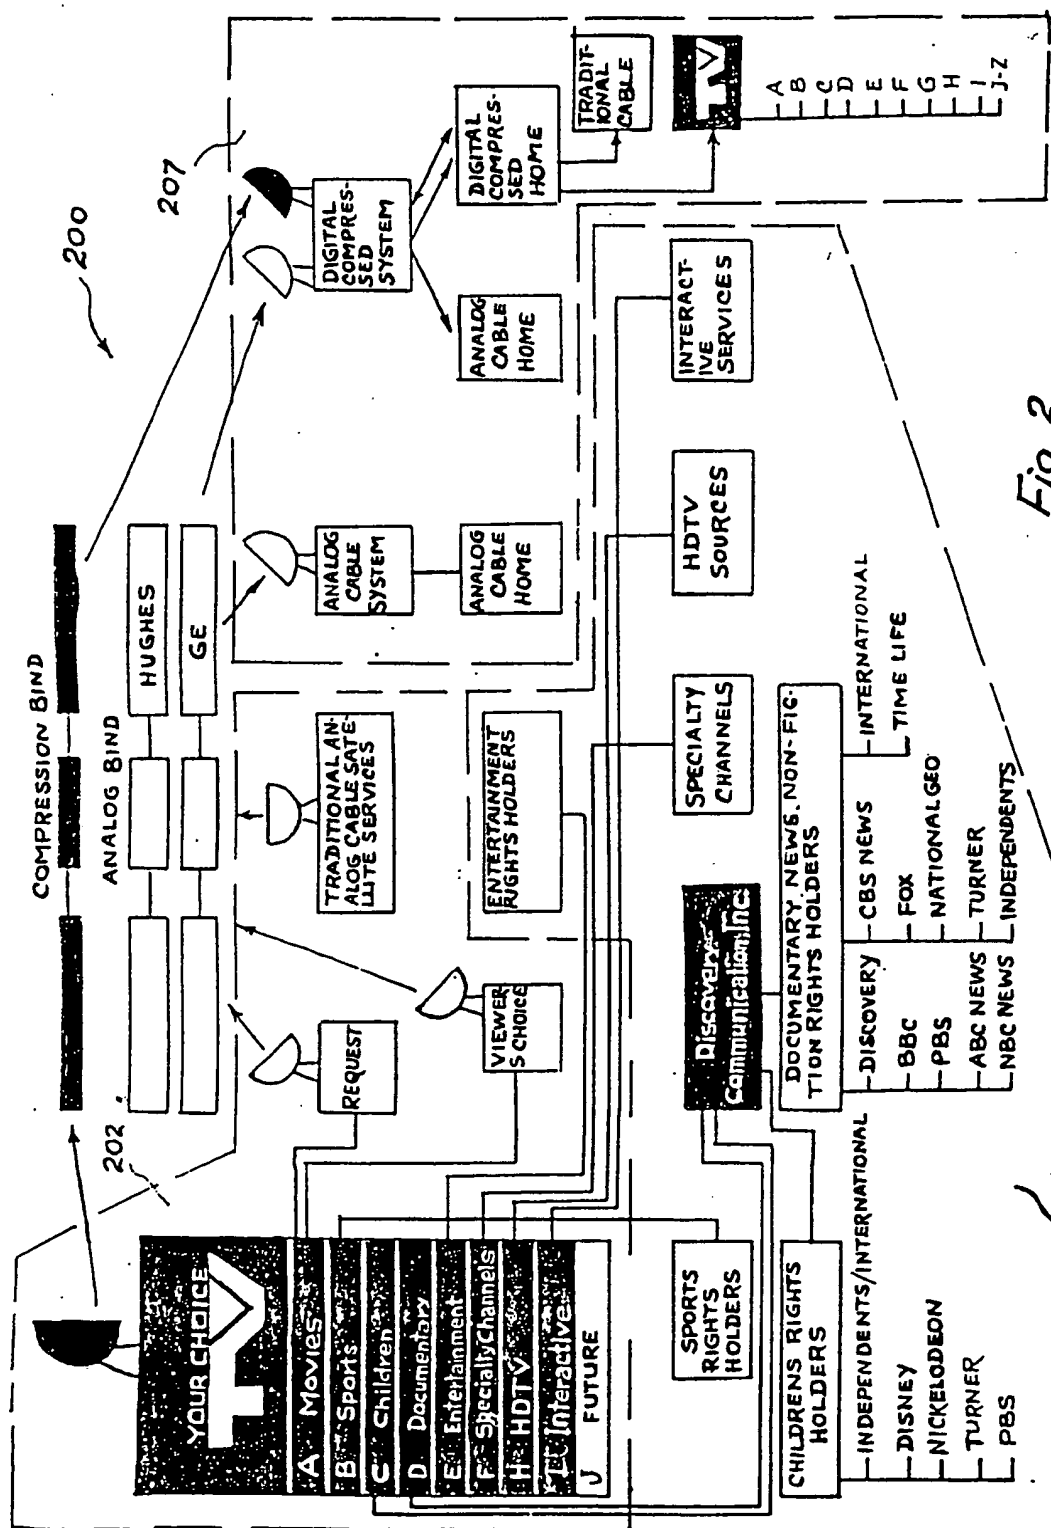 COMPRESSION BIND
ANALOG BIND
HUGHES
GE
200
202
207
YOUR CHOICE
TV
A Movies
B Sports
C Children
D Documentary
E Entertainment
F Specialty Channels
H HDTV
Interactive
J FUTURE
REQUEST
VIEWER
S CHOICE
TRADITIONAL AN-
ALOG CABLE SATE-
LLITE SERVICES
ENTERTAINMENT
RIGHTS HOLDERS
ANALOG
CABLE
SYSTEM
ANALOG
CABLE
HOME
DIGITAL
COMPRES-
SED
SYSTEM
ANALOG
CABLE
HOME
DIGITAL
COMPRES-
SED
HOME
TRADIT-
IONAL
CABLE
TV
A
B
C
D
E
F
G
H
I
J-Z
SPORTS
RIGHTS
HOLDERS
Discovery
Communication, Inc.
SPECIALTY
CHANNELS
HDTV
SOURCES
INTERACT-
IVE
SERVICES
CHILDRENS RIGHTS
HOLDERS
INDEPENDENTS/INTERNATIONAL
DISNEY
NICKELODEON
TURNER
PBS
DOCUMENTARY, NEWS, NON-FIC-
TION RIGHTS HOLDERS
DISCOVERY
BBC
PBS
ABC NEWS
NBC NEWS
CBS NEWS
FOX
NATIONAL GEO
TURNER
INDEPENDENTS
INTERNATIONAL
TIME LIFE
Fig. 2